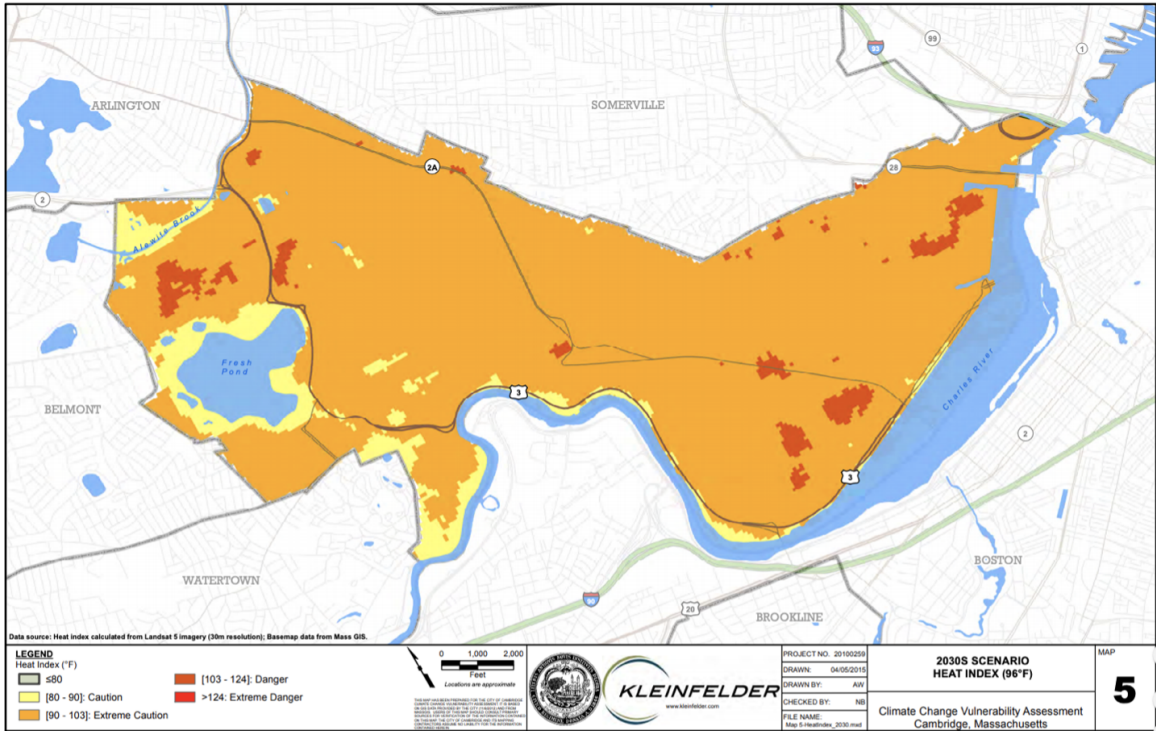 93
99
1
ARLINGTON
SOMERVILLE
2A
28
2
Alewife Brook
Fresh
Pond
3
Charles River
BELMONT
2
3
WATERTOWN
BOSTON
90
20
BROOKLINE
Data source: Heat index calculated from Landsat 5 imagery (30m resolution); Basemap data from Mass GIS.
LEGEND
Heat Index (°F)
≤80
[80 - 90]: Caution
[90 - 103]: Extreme Caution
[103 - 124]: Danger
>124: Extreme Danger
0 1,000 2,000
Feet
Locations are approximate
KLEINFELDER
www.kleinfelder.com
PROJECT NO. 20100259
DRAWN: 04/05/2015
DRAWN BY: AW
CHECKED BY: NB
FILE NAME:
Map 5-HeatIndex_2030.mxd
2030S SCENARIO
HEAT INDEX (96°F)
Climate Change Vulnerability Assessment
Cambridge, Massachusetts
MAP
5